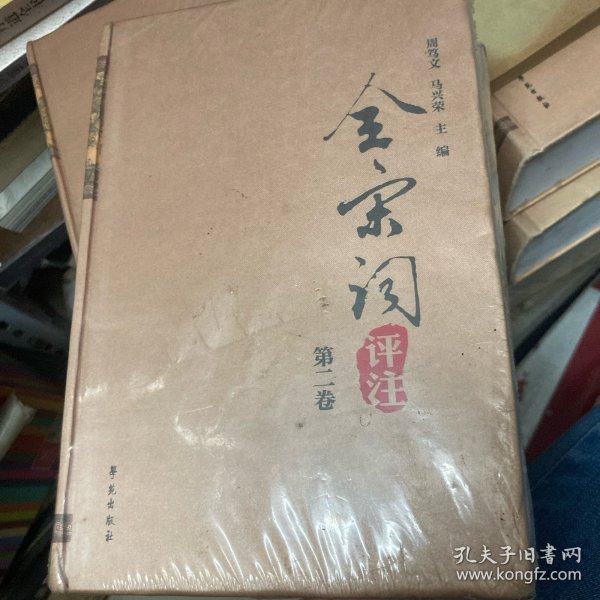 周笃文 马兴荣 主编
全宋词
评注
第二卷
学苑出版社
孔夫子旧书网
www.kongfz.com